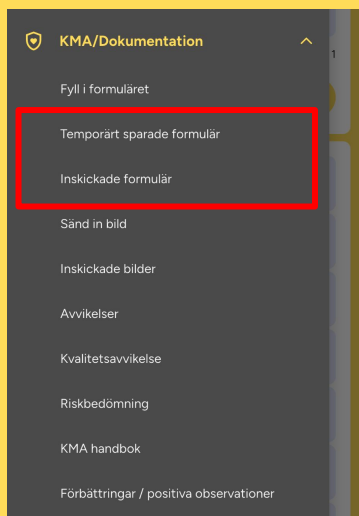 KMA/Dokumentation
1
Fyll i formuläret
Temporärt sparade formulär
Inskickade formulär
Sänd in bild
Inskickade bilder
Avvikelser
Kvalitetsavvikelse
Riskbedömning
KMA handbok
Förbättringar / positiva observationer